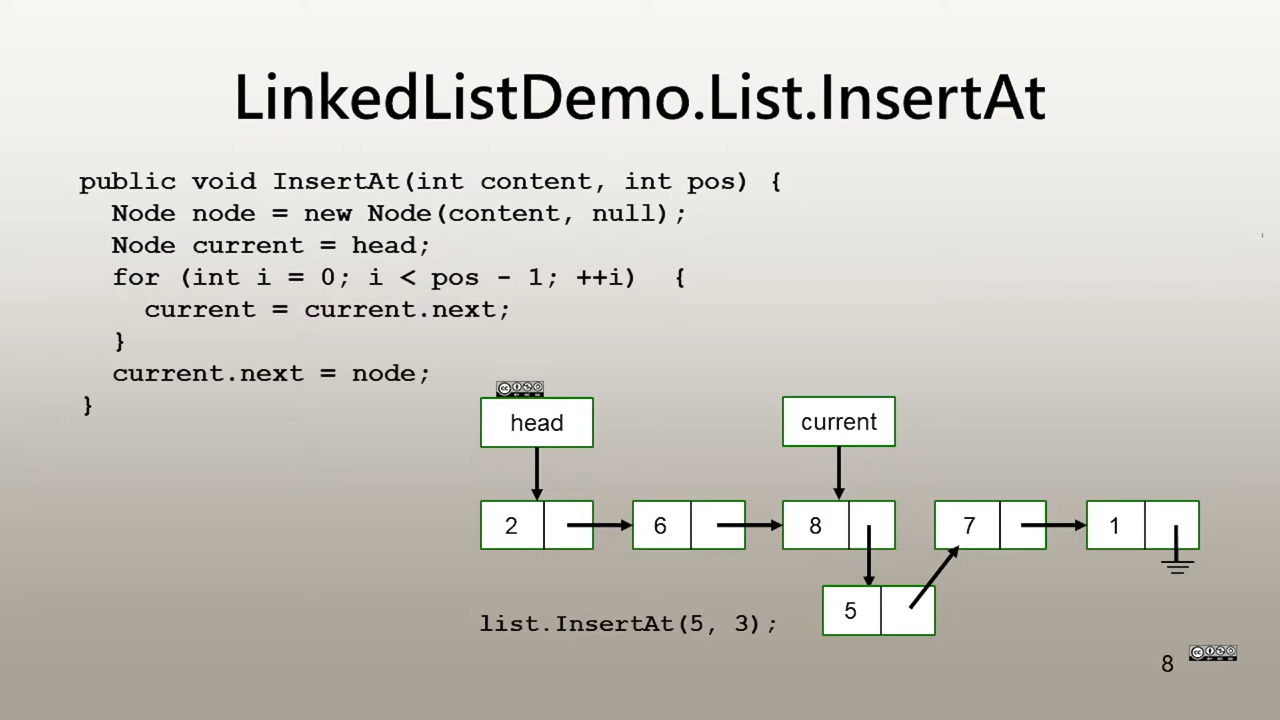 LinkedListDemo.List.InsertAt
public void InsertAt(int content, int pos) {
Node node = new Node(content, null);
Node current = head;
for (int i = 0; i < pos - 1; ++i) {
current = current.next;
}
current.next = node;
}
head
current
2
6
8
7
1
5
list.InsertAt(5, 3);
8